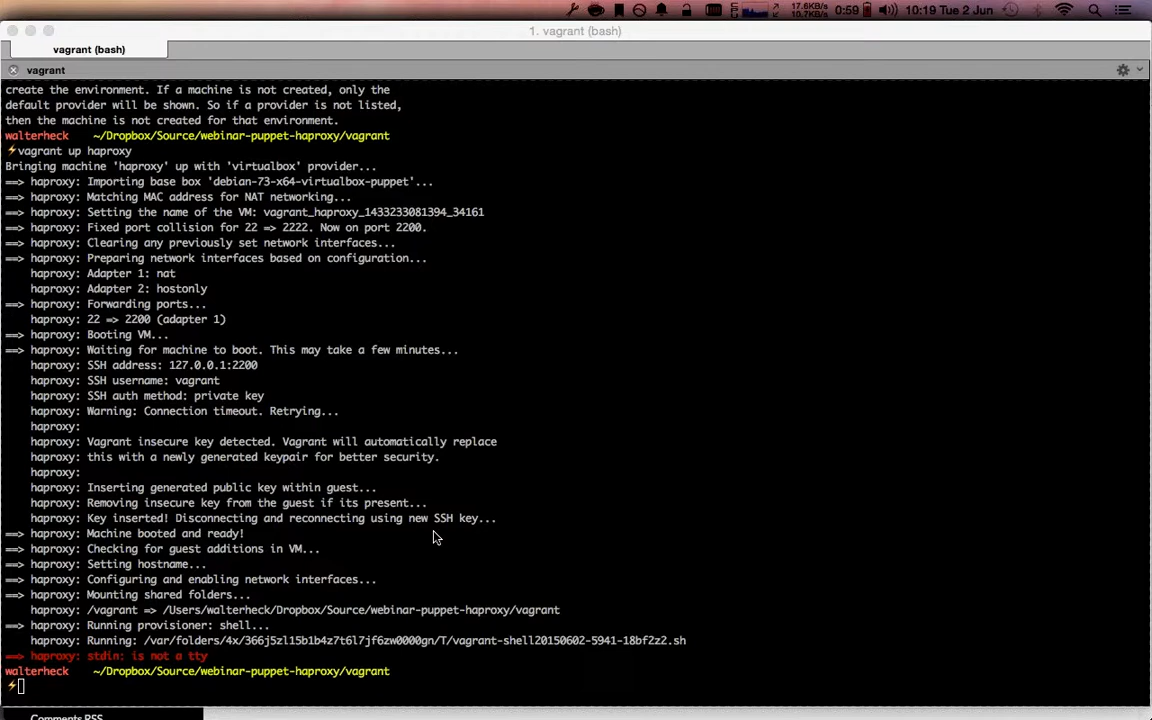 17.6KB/s
10.7KB/s
0:59
10:19 Tue 2 Jun
1. vagrant (bash)
vagrant (bash)
vagrant
create the environment. If a machine is not created, only the
default provider will be shown. So if a provider is not listed,
then the machine is not created for that environment.
walterheck ~/Dropbox/Source/webinar-puppet-haproxy/vagrant
⚡vagrant up haproxy
Bringing machine 'haproxy' up with 'virtualbox' provider...
==> haproxy: Importing base box 'debian-73-x64-virtualbox-puppet'...
==> haproxy: Matching MAC address for NAT networking...
==> haproxy: Setting the name of the VM: vagrant_haproxy_1433233081394_34161
==> haproxy: Fixed port collision for 22 => 2222. Now on port 2200.
==> haproxy: Clearing any previously set network interfaces...
==> haproxy: Preparing network interfaces based on configuration...
haproxy: Adapter 1: nat
haproxy: Adapter 2: hostonly
==> haproxy: Forwarding ports...
haproxy: 22 => 2200 (adapter 1)
==> haproxy: Booting VM...
==> haproxy: Waiting for machine to boot. This may take a few minutes...
haproxy: SSH address: 127.0.0.1:2200
haproxy: SSH username: vagrant
haproxy: SSH auth method: private key
haproxy: Warning: Connection timeout. Retrying...
haproxy:
haproxy: Vagrant insecure key detected. Vagrant will automatically replace
haproxy: this with a newly generated keypair for better security.
haproxy:
haproxy: Inserting generated public key within guest...
haproxy: Removing insecure key from the guest if its present...
haproxy: Key inserted! Disconnecting and reconnecting using new SSH key...
==> haproxy: Machine booted and ready!
==> haproxy: Checking for guest additions in VM...
==> haproxy: Setting hostname...
==> haproxy: Configuring and enabling network interfaces...
==> haproxy: Mounting shared folders...
haproxy: /vagrant => /Users/walterheck/Dropbox/Source/webinar-puppet-haproxy/vagrant
==> haproxy: Running provisioner: shell...
haproxy: Running: /var/folders/4x/366j5zl15b1b4z7t6l7jf6zw0000gn/T/vagrant-shell20150602-5941-18bf2z2.sh
==> haproxy: stdin: is not a tty
walterheck ~/Dropbox/Source/webinar-puppet-haproxy/vagrant
⚡
Comments RSS